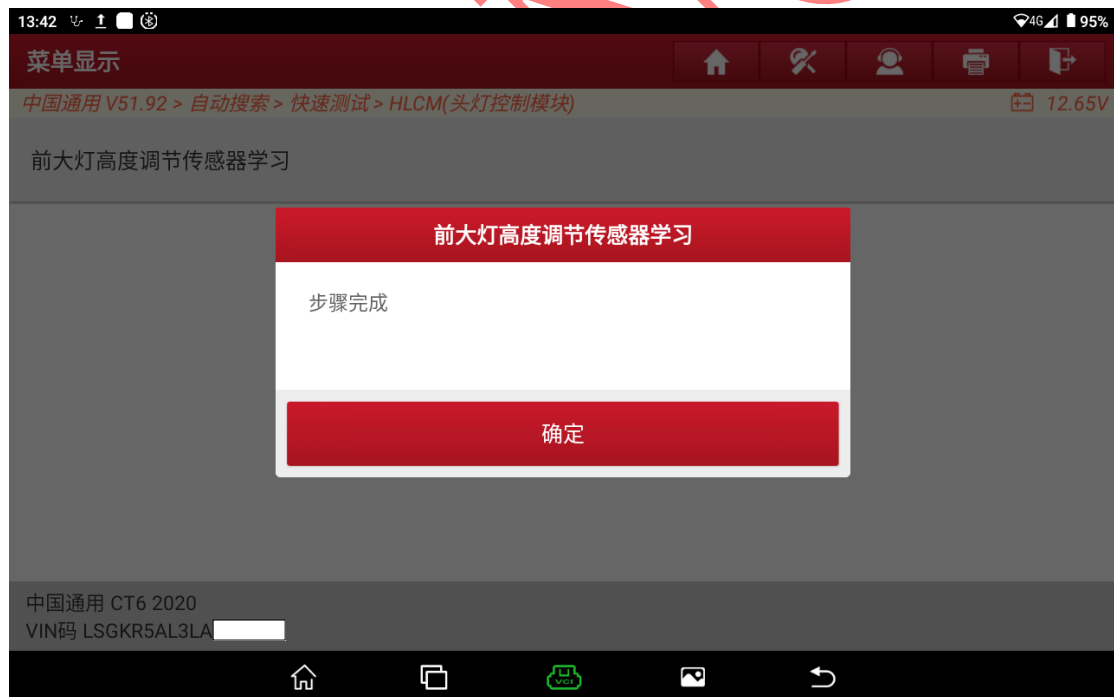 13:42
4G 95%
菜单显示
中国通用 V51.92 > 自动搜索 > 快速测试 > HLCM(头灯控制模块)
12.65V
前大灯高度调节传感器学习
前大灯高度调节传感器学习
步骤完成
确定
中国通用 CT6 2020
VIN码 LSGKR5AL3LA
VCI